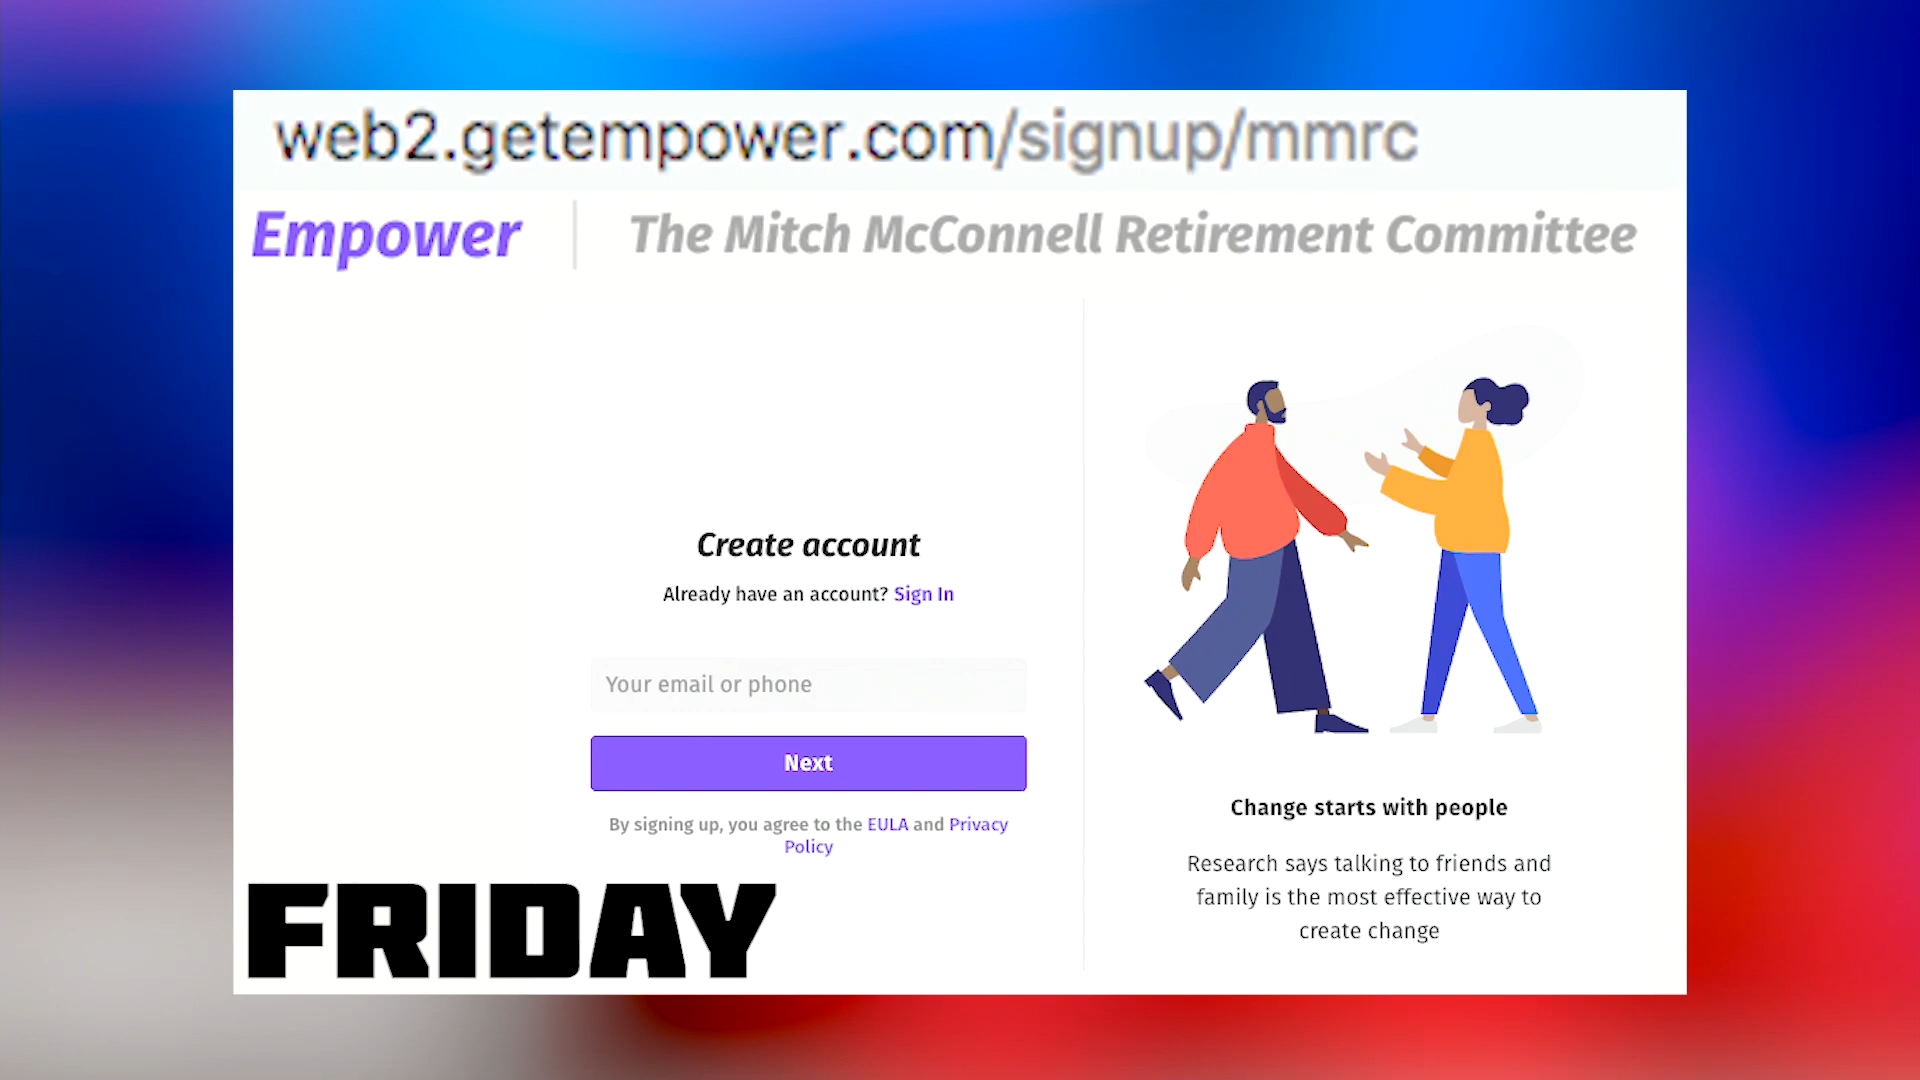 web2.getempower.com/signup/mmrc
Empower
The Mitch McConnell Retirement Committee
Create account
Already have an account? Sign In
Your email or phone
Next
By signing up, you agree to the EULA and Privacy
Policy
Change starts with people
Research says talking to friends and
family is the most effective way to
create change
FRIDAY